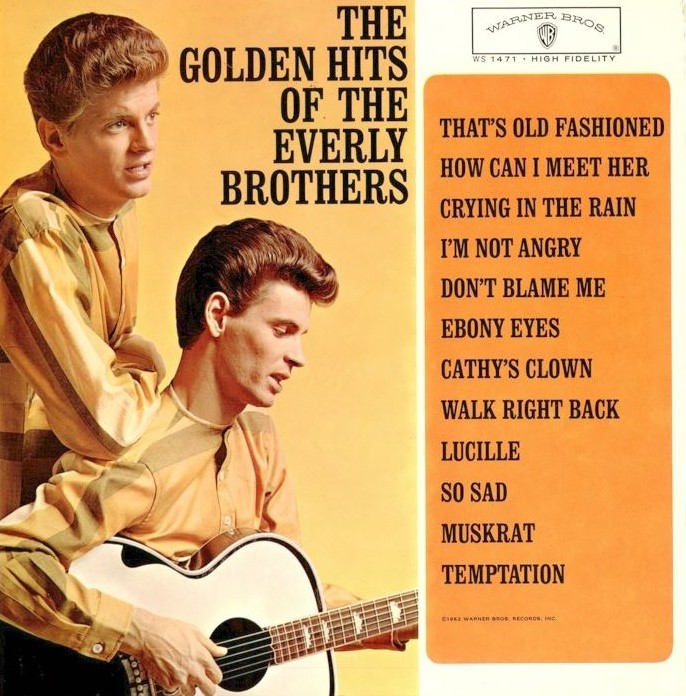 THE
GOLDEN HITS
OF THE
EVERLY
BROTHERS
WARNER BROS.
WB
®
WS 1471 • HIGH FIDELITY
THAT'S OLD FASHIONED
HOW CAN I MEET HER
CRYING IN THE RAIN
I'M NOT ANGRY
DON'T BLAME ME
EBONY EYES
CATHY'S CLOWN
WALK RIGHT BACK
LUCILLE
SO SAD
MUSKRAT
TEMPTATION
©1962 WARNER BROS. RECORDS, INC.